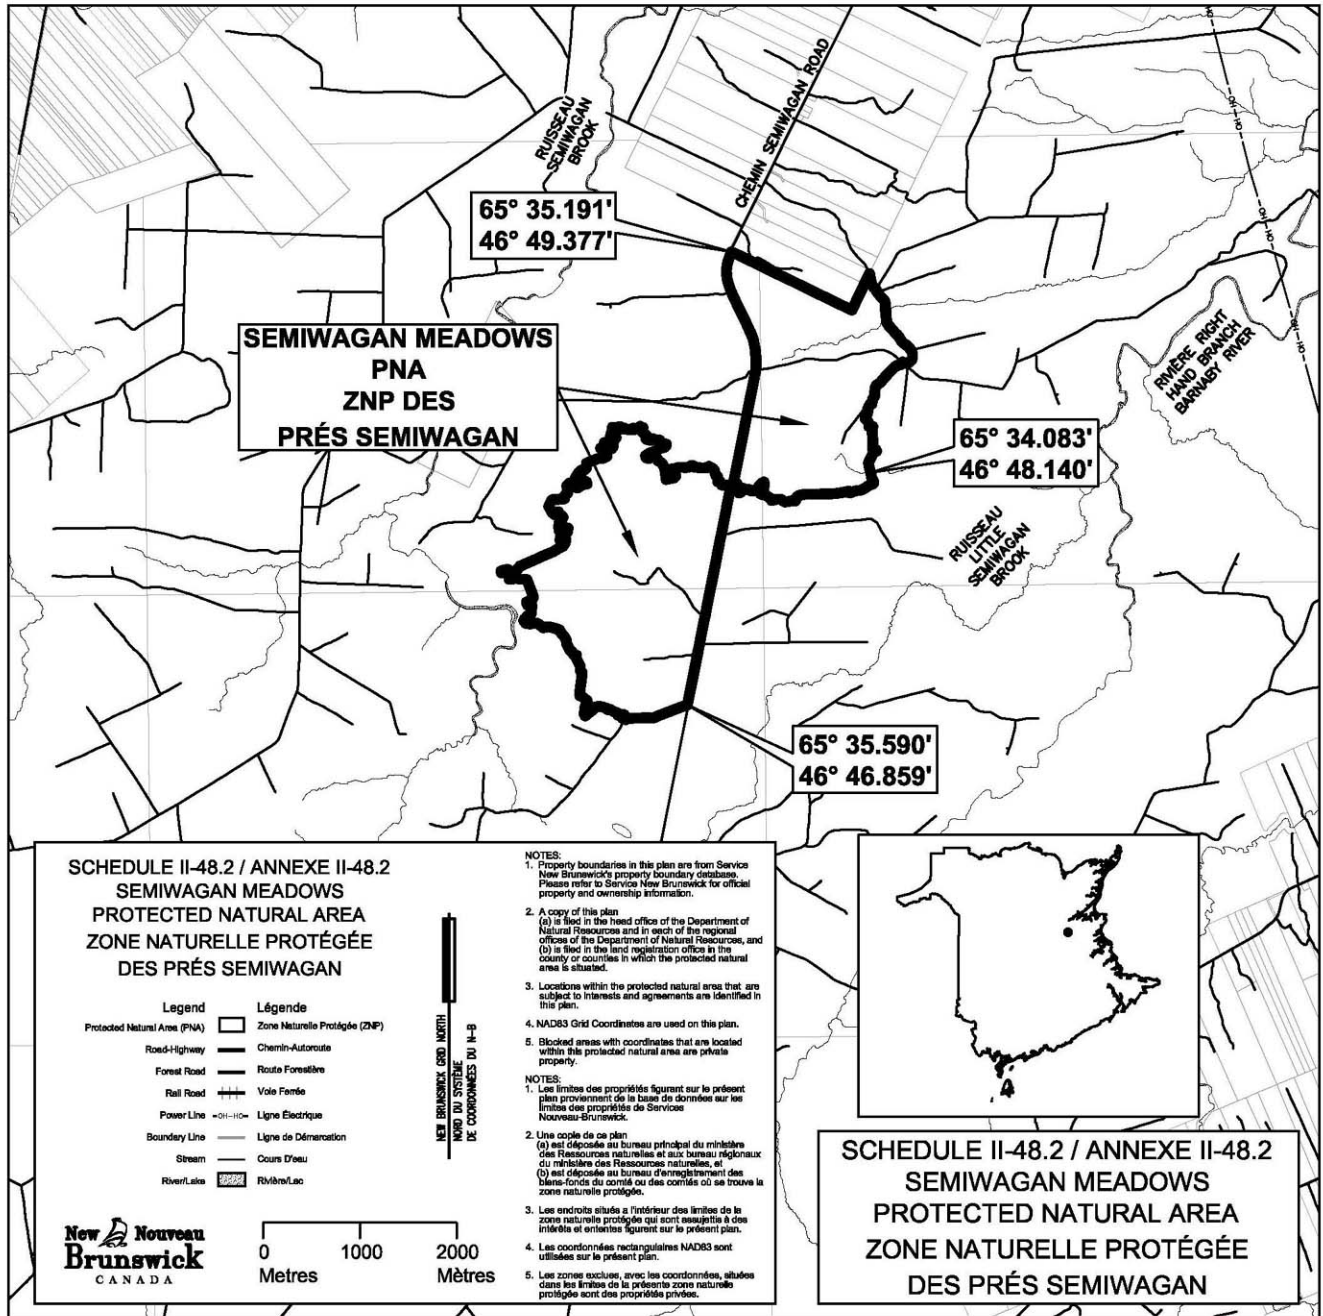 RUISSEAU
SEMIWAGAN
BROOK
CHEMIN SEMIWAGAN ROAD
OH-HO
OH-HO
OH-HO
OH-HO
65° 35.191'
46° 49.377'
SEMIWAGAN MEADOWS
PNA
ZNP DES
PRÉS SEMIWAGAN
RIVIÈRE RIGHT
HAND BRANCH
BARNABY RIVER
65° 34.083'
46° 48.140'
RUISSEAU
LITTLE
SEMIWAGAN
BROOK
65° 35.590'
46° 46.859'
SCHEDULE II-48.2 / ANNEXE II-48.2
SEMIWAGAN MEADOWS
PROTECTED NATURAL AREA
ZONE NATURELLE PROTÉGÉE
DES PRÉS SEMIWAGAN
Legend Légende
Protected Natural Area (PNA) Zone Naturelle Protégée (ZNP)
Road-Highway Chemin-Autoroute
Forest Road Route Forestière
Rail Road Voie Ferrée
Power Line -OH-HO- Ligne Électrique
Boundary Line Ligne de Démarcation
Stream Cours D'eau
River/Lake Rivière/Lac
NEW BRUNSWICK GRID NORTH
NORD DU SYSTÈME
DE COORDONNÉES DU N-B
New Nouveau
Brunswick
CANADA
0 1000 2000
Metres Mètres
NOTES:
1. Property boundaries in this plan are from Service
New Brunswick's property boundary database.
Please refer to Service New Brunswick for official
property and ownership information.
2. A copy of this plan
(a) is filed in the head office of the Department of
Natural Resources and in each of the regional
offices of the Department of Natural Resources, and
(b) is filed in the land registration office in the
county or counties in which the protected natural
area is situated.
3. Locations within the protected natural area that are
subject to interests and agreements are identified in
this plan.
4. NAD83 Grid Coordinates are used on this plan.
5. Blocked areas with coordinates that are located
within this protected natural area are private
property.
NOTES:
1. Les limites des propriétés figurant sur le présent
plan proviennent de la base de données sur les
limites des propriétés de Services
Nouveau-Brunswick.
2. Une copie de ce plan
(a) est déposée au bureau principal du ministère
des Ressources naturelles et aux bureau régionaux
du ministère des Ressources naturelles, et
(b) est déposée au bureau d'enregistrement des
biens-fonds du comté ou des comtés où se trouve la
zone naturelle protégée.
3. Les endroits situés a l'intérieur des limites de la
zone naturelle protégée qui sont assujettis à des
intérêts et ententes figurent sur le présent plan.
4. Les coordonnées rectangulaires NAD83 sont
utilisées sur le présent plan.
5. Les zones exclues, avec les coordonnées, situées
dans les limites de la présente zone naturelle
protégée sont des propriétés privées.
SCHEDULE II-48.2 / ANNEXE II-48.2
SEMIWAGAN MEADOWS
PROTECTED NATURAL AREA
ZONE NATURELLE PROTÉGÉE
DES PRÉS SEMIWAGAN